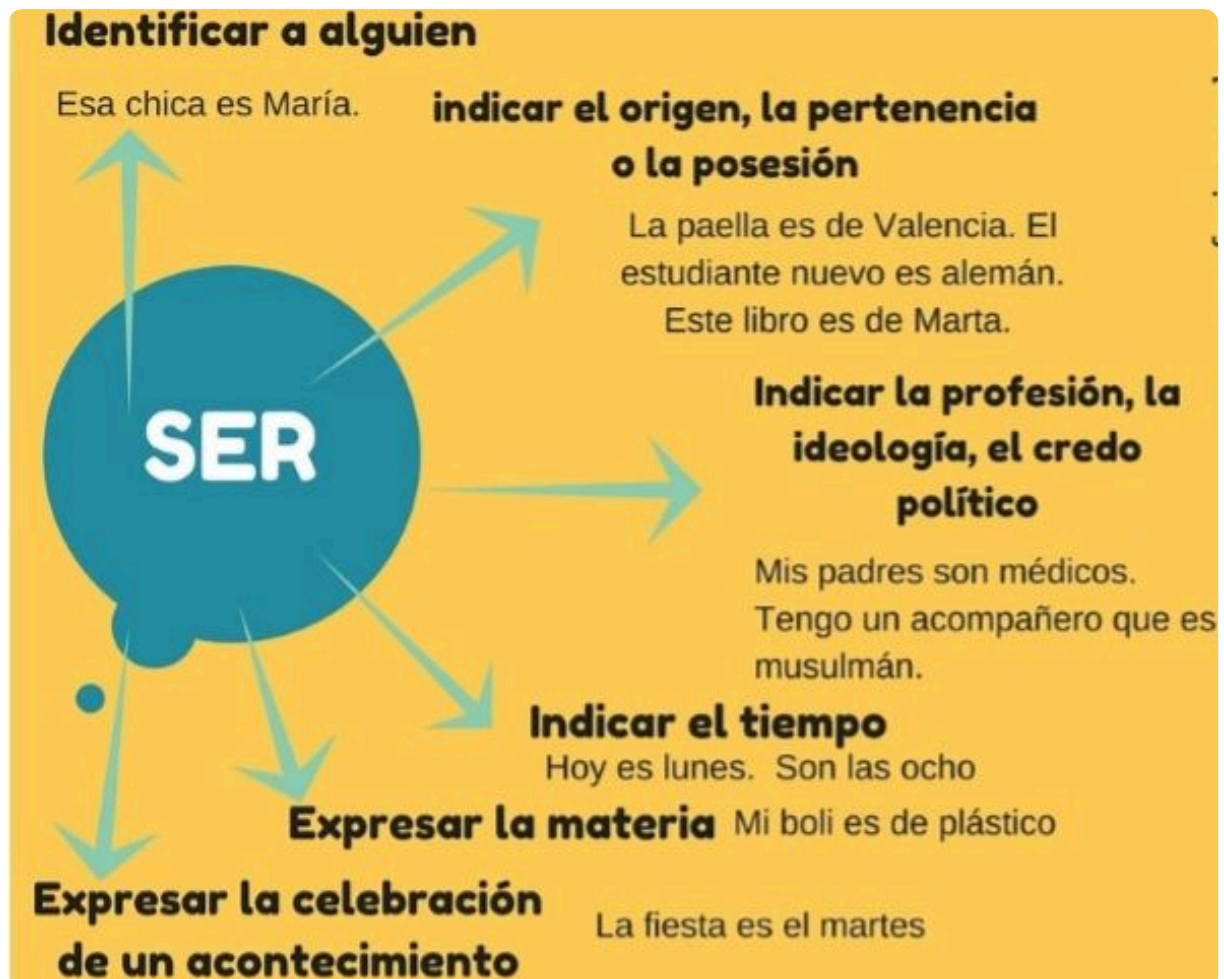 Identificar a alguien
Esa chica es María.
indicar el origen, la pertenencia
o la posesión
La paella es de Valencia. El
estudiante nuevo es alemán.
Este libro es de Marta.
SER
Indicar la profesión, la
ideología, el credo
político
Mis padres son médicos.
Tengo un acompañero que es
musulmán.
Indicar el tiempo
Hoy es lunes.  Son las ocho
Expresar la materia Mi boli es de plástico
Expresar la celebración
de un acontecimiento
La fiesta es el martes